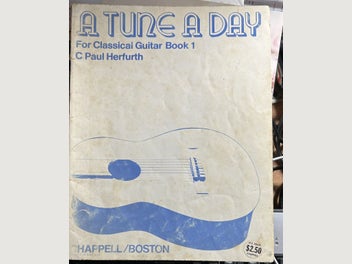 A TUNE A DAY
For Classical Guitar Book 1
C Paul Herfurth
HAPPELL/BOSTON
$2.50